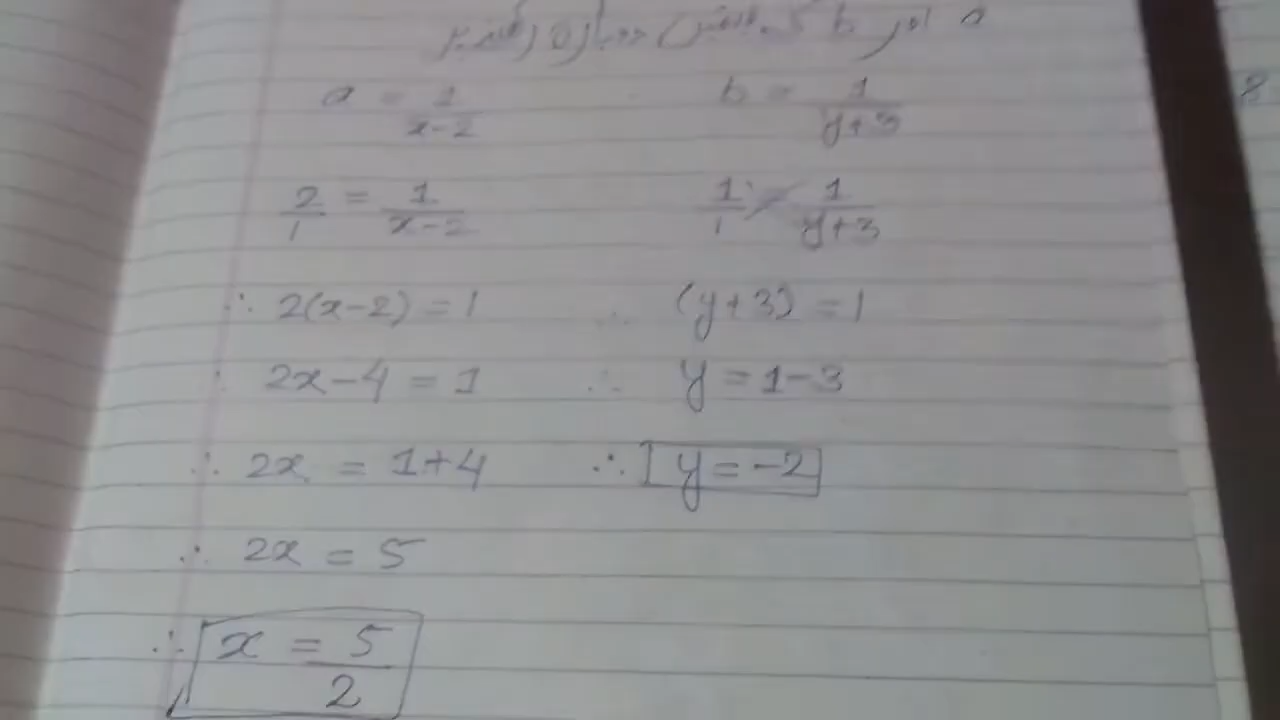 a اور b کی قیمتیں دوبارہ رکھنے پر
a = 1/(x-2) b = 1/(y+3)
2/1 = 1/(x-2) 1/1 = 1/(y+3)
∴ 2(x-2) = 1 ∴ (y+3) = 1
∴ 2x-4 = 1 ∴ y = 1-3
∴ 2x = 1+4 ∴ y = -2
∴ 2x = 5
∴ x = 5/2
8